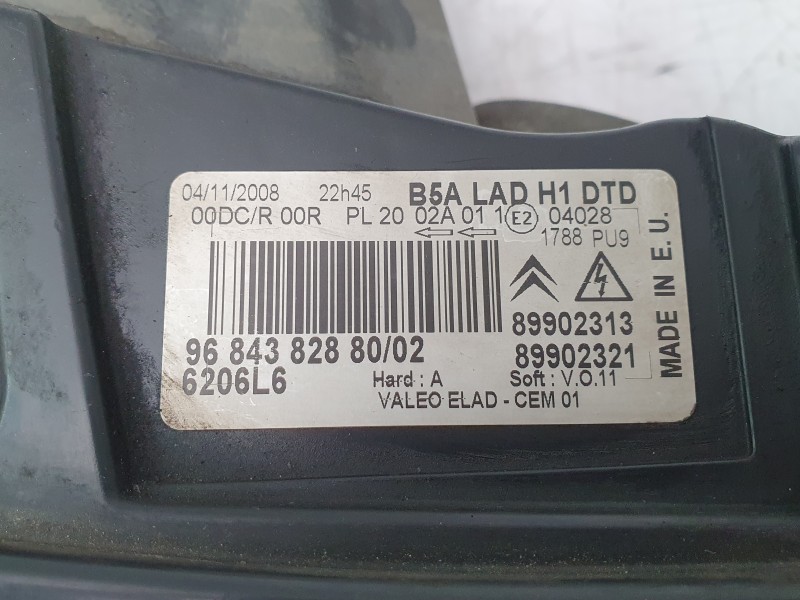 04/11/2008 22h45 B5A LAD H1 DTD
00DC/R 00R PL 20 02A 01 1 E2 04028
1788 PU9
89902313
96 843 828 80/02 89902321
6206L6 Hard : A Soft : V.O.11
VALEO ELAD - CEM 01
MADE IN E. U.